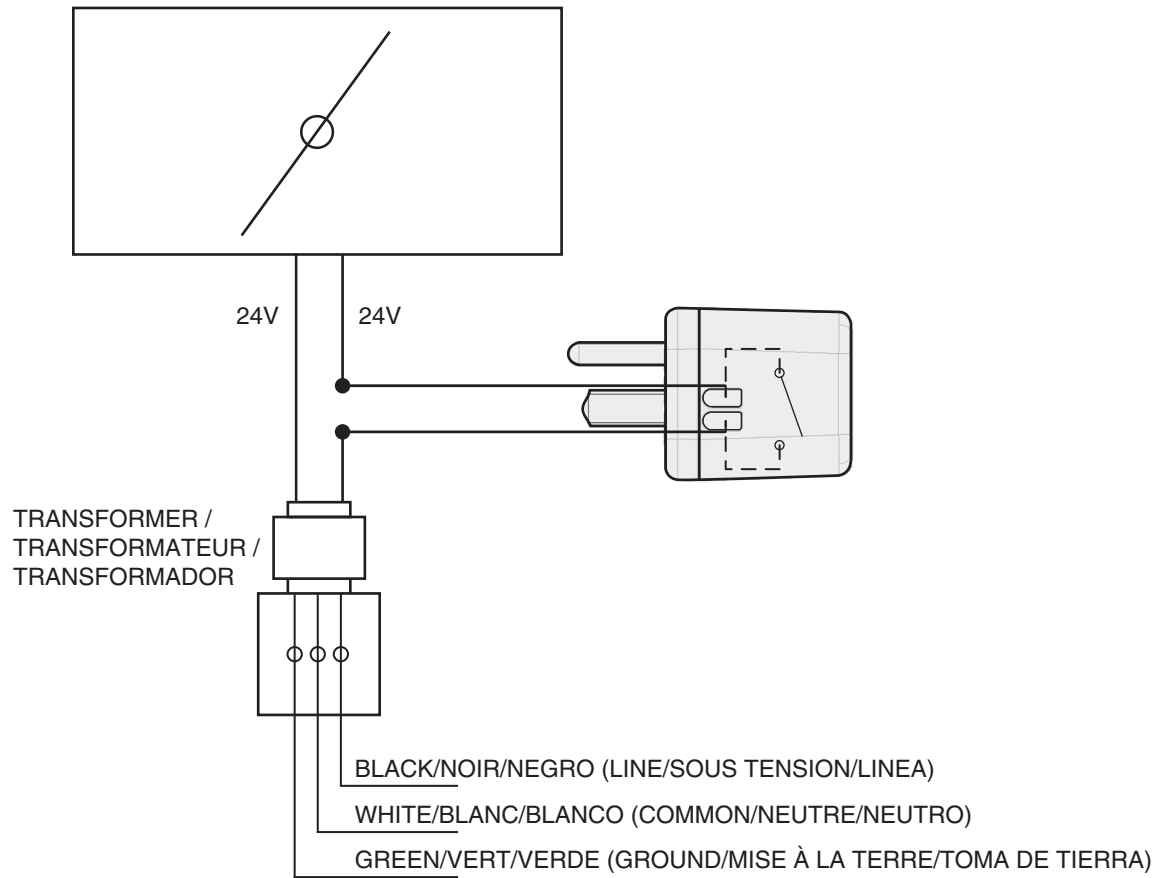 24V
24V
TRANSFORMER /
TRANSFORMATEUR /
TRANSFORMADOR
BLACK/NOIR/NEGRO (LINE/SOUS TENSION/LINEA)
WHITE/BLANC/BLANCO (COMMON/NEUTRE/NEUTRO)
GREEN/VERT/VERDE (GROUND/MISE À LA TERRE/TOMA DE TIERRA)